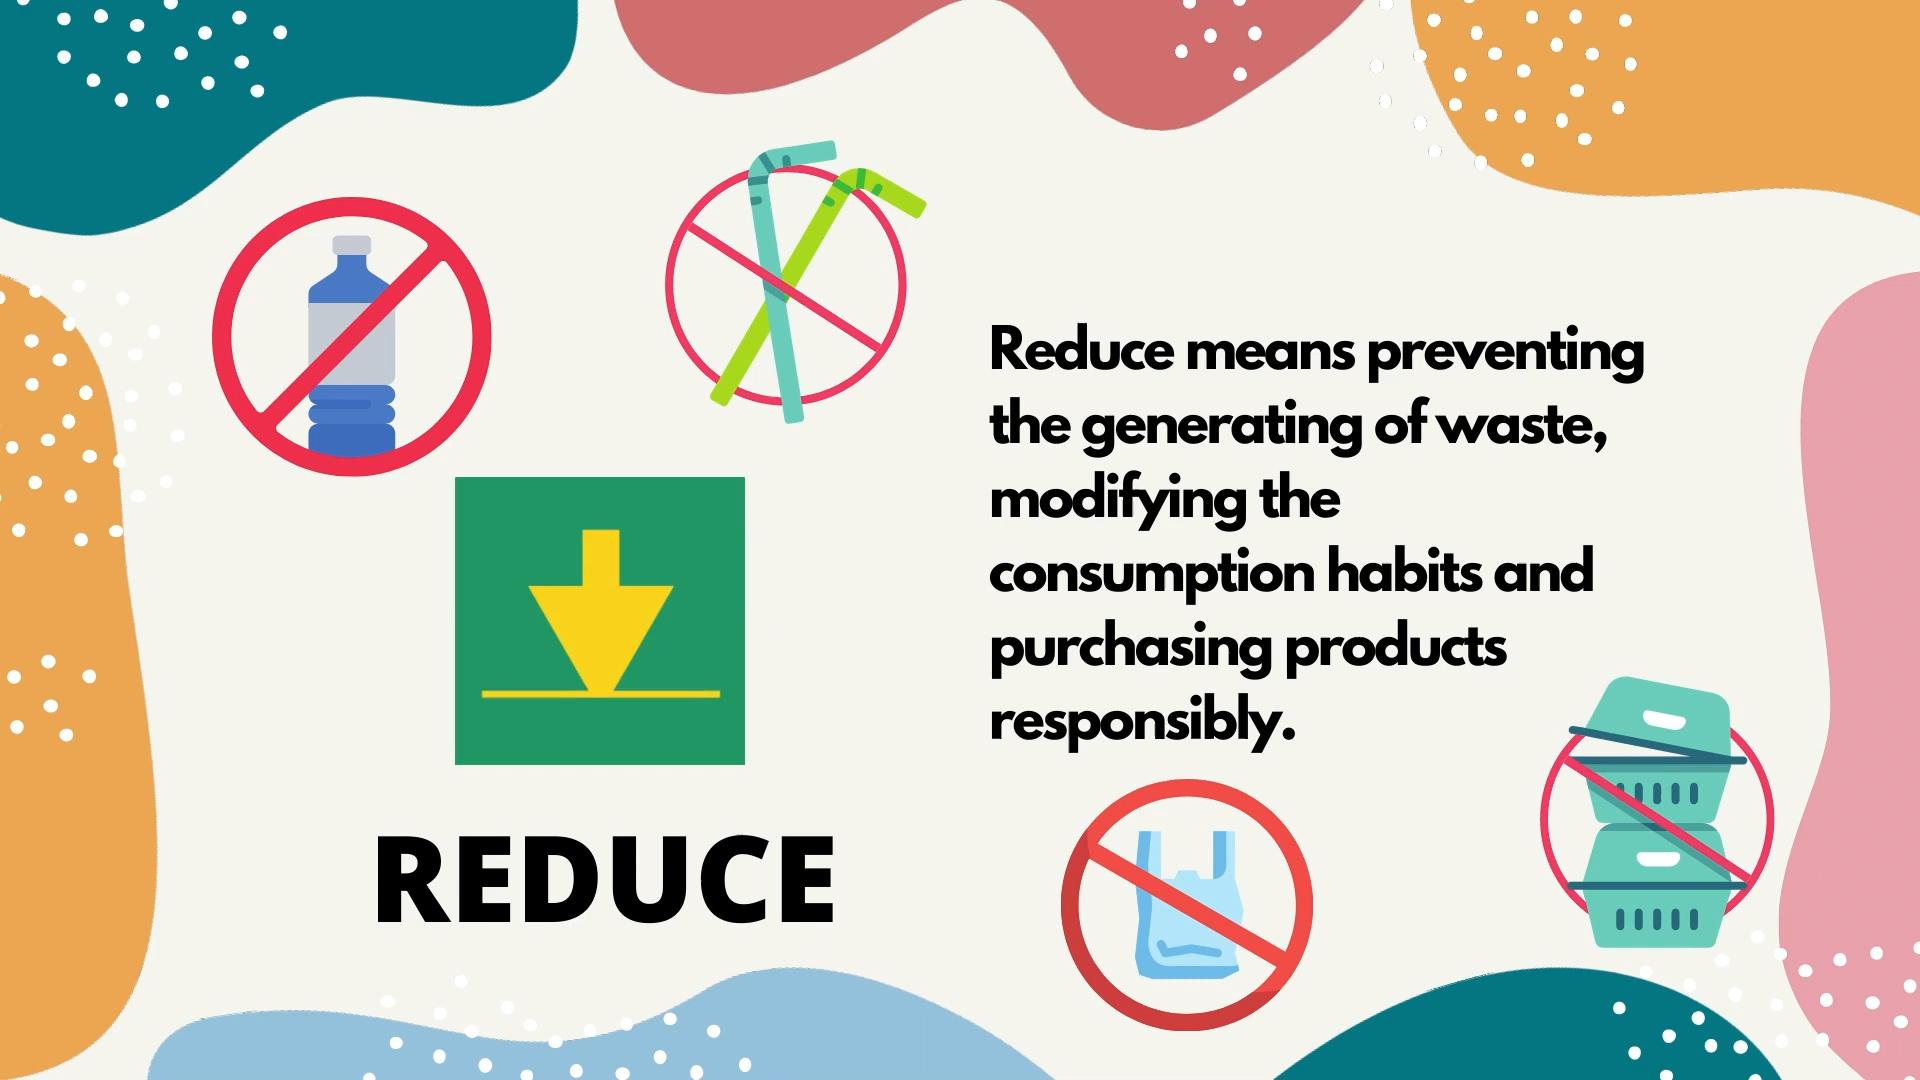 Reduce means preventing
the generating of waste,
modifying the
consumption habits and
purchasing products
responsibly.
REDUCE